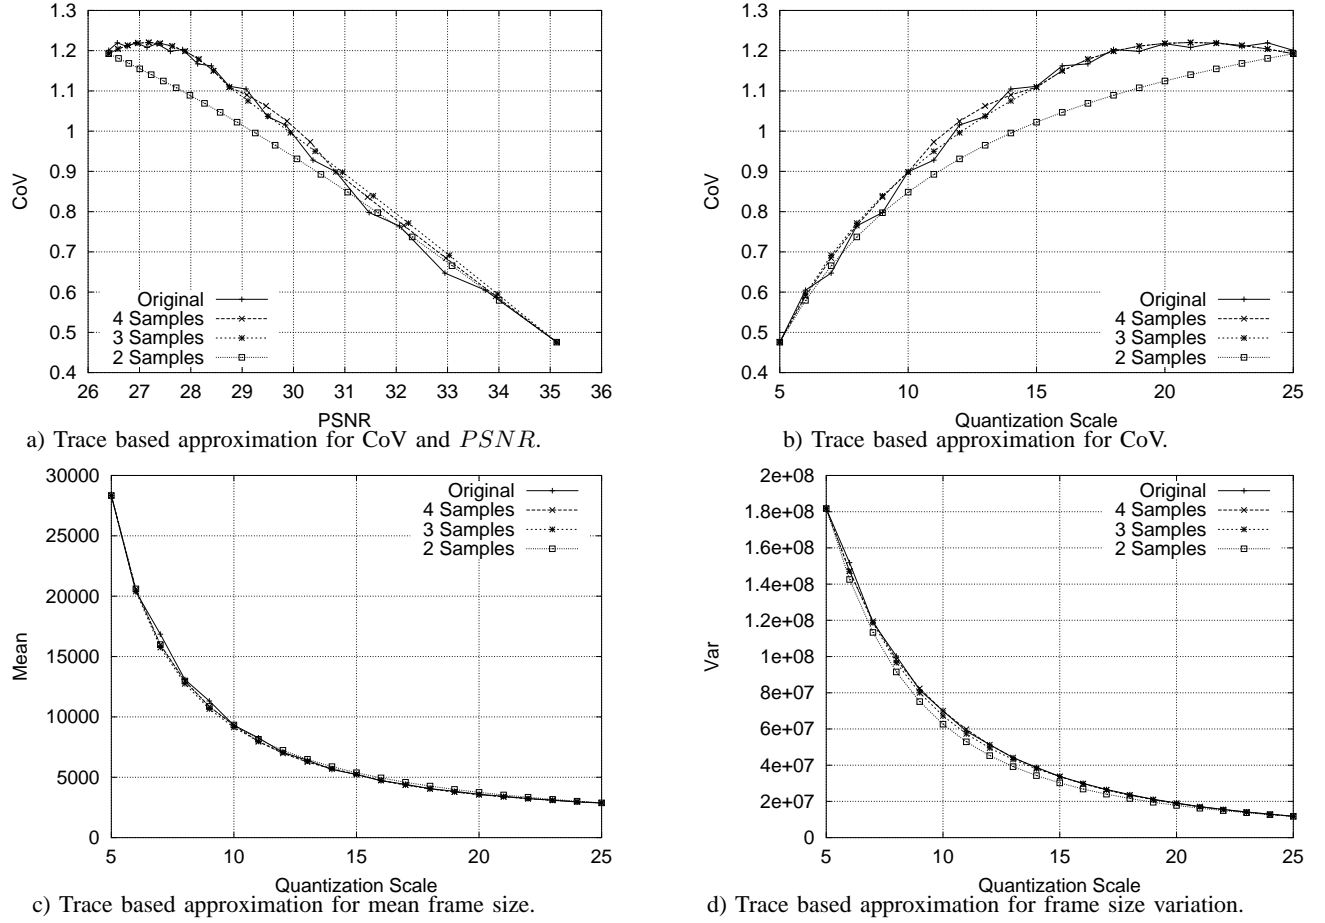 1.3
1.2
1.1
1
0.9
0.8
0.7
0.6
0.5
0.4
CoV
26 26 27 28 29 30 31 32 33 34 35 36
PSNR
Original
4 Samples
3 Samples
2 Samples
a) Trace based approximation for CoV and PSNR.
1.3
1.2
1.1
1
0.9
0.8
0.7
0.6
0.5
0.4
CoV
5 10 15 20 25
Quantization Scale
Original
4 Samples
3 Samples
2 Samples
b) Trace based approximation for CoV.
30000
25000
20000
15000
10000
5000
0
Mean
5 10 15 20 25
Quantization Scale
Original
4 Samples
3 Samples
2 Samples
c) Trace based approximation for mean frame size.
2e+08
1.8e+08
1.6e+08
1.4e+08
1.2e+08
1e+08
8e+07
6e+07
4e+07
2e+07
0
Var
5 10 15 20 25
Quantization Scale
Original
4 Samples
3 Samples
2 Samples
d) Trace based approximation for frame size variation.